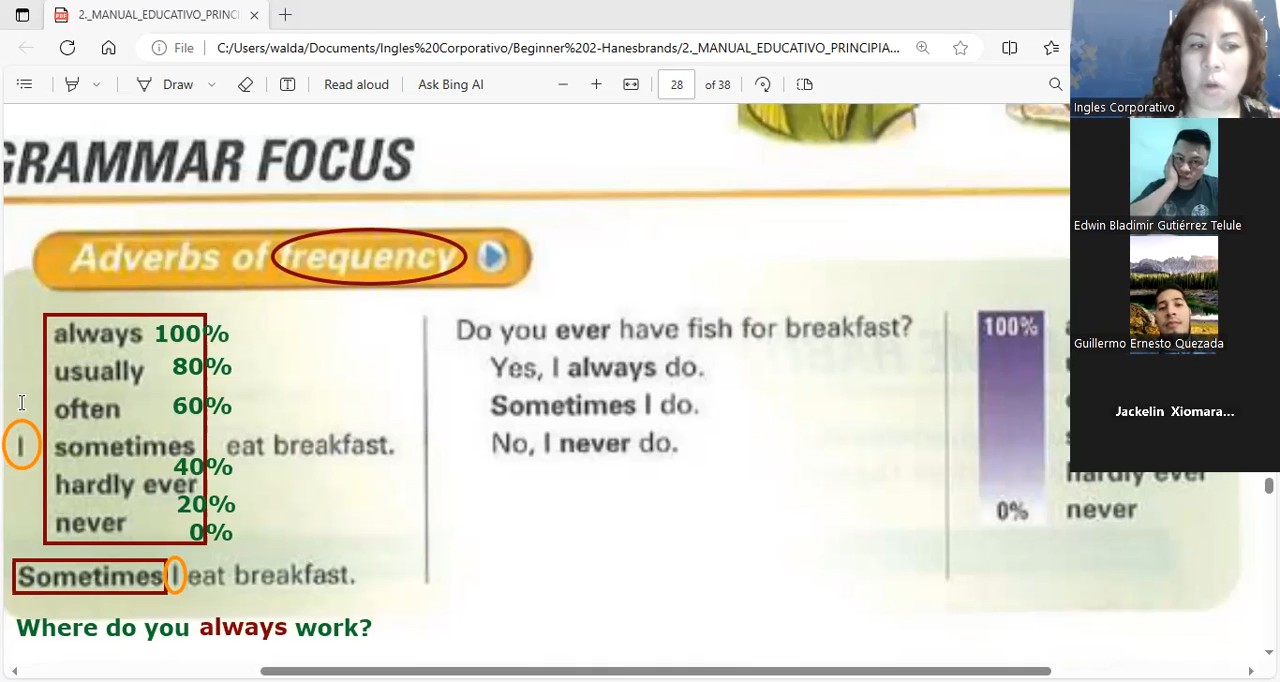 2._MANUAL_EDUCATIVO_PRINCI
File
C:/Users/walda/Documents/Ingles%20Corporativo/Beginner%202-Hanesbrands/2._MANUAL_EDUCATIVO_PRINCIPIA...
Draw
Read aloud
Ask Bing AI
28 of 38
GRAMMAR FOCUS
Adverbs of frequency
always 100%
usually 80%
often 60%
I sometimes eat breakfast.
40%
hardly ever
20%
never
0%
Sometimes I eat breakfast.
Where do you always work?
Do you ever have fish for breakfast?
Yes, I always do.
Sometimes I do.
No, I never do.
100%
hardly ever
0% never
Ingles Corporativo
Edwin Bladimir Gutiérrez Telule
Guillermo Ernesto Quezada
Jackelin Xiomara...